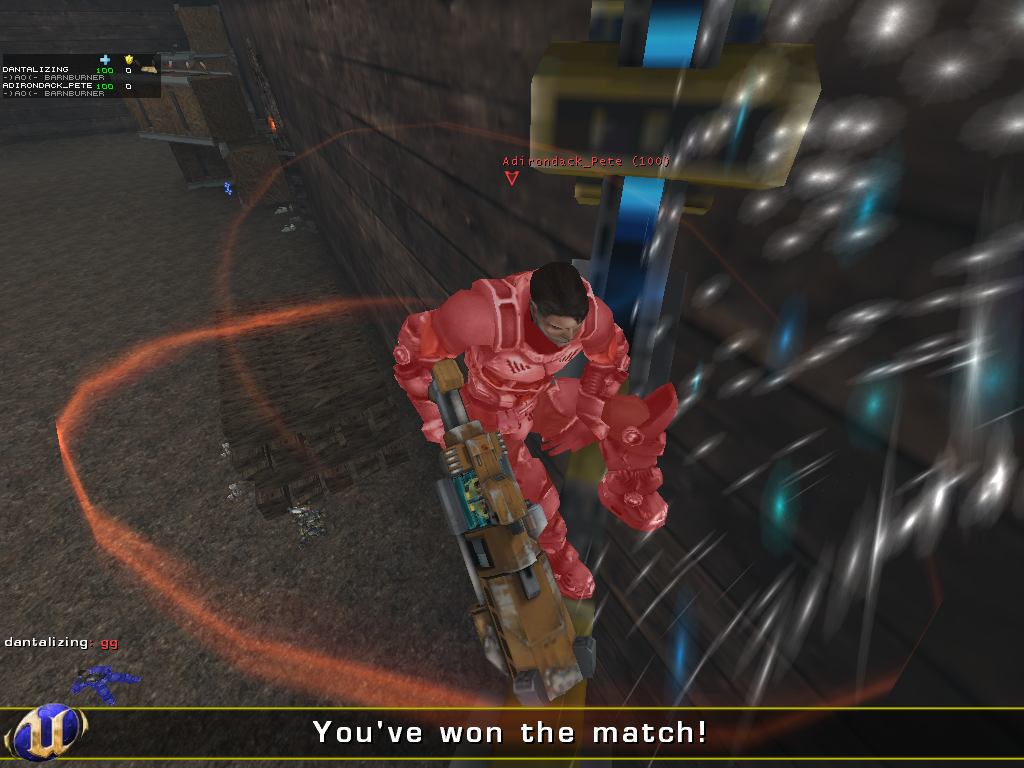 DANTALIZING 100 0
-)AO(- BARNBURNER
ADIRONDACK_PETE 100 0
-)AO(- BARNBURNER
Adirondack_Pete (100)
dantalizing: gg
You've won the match!